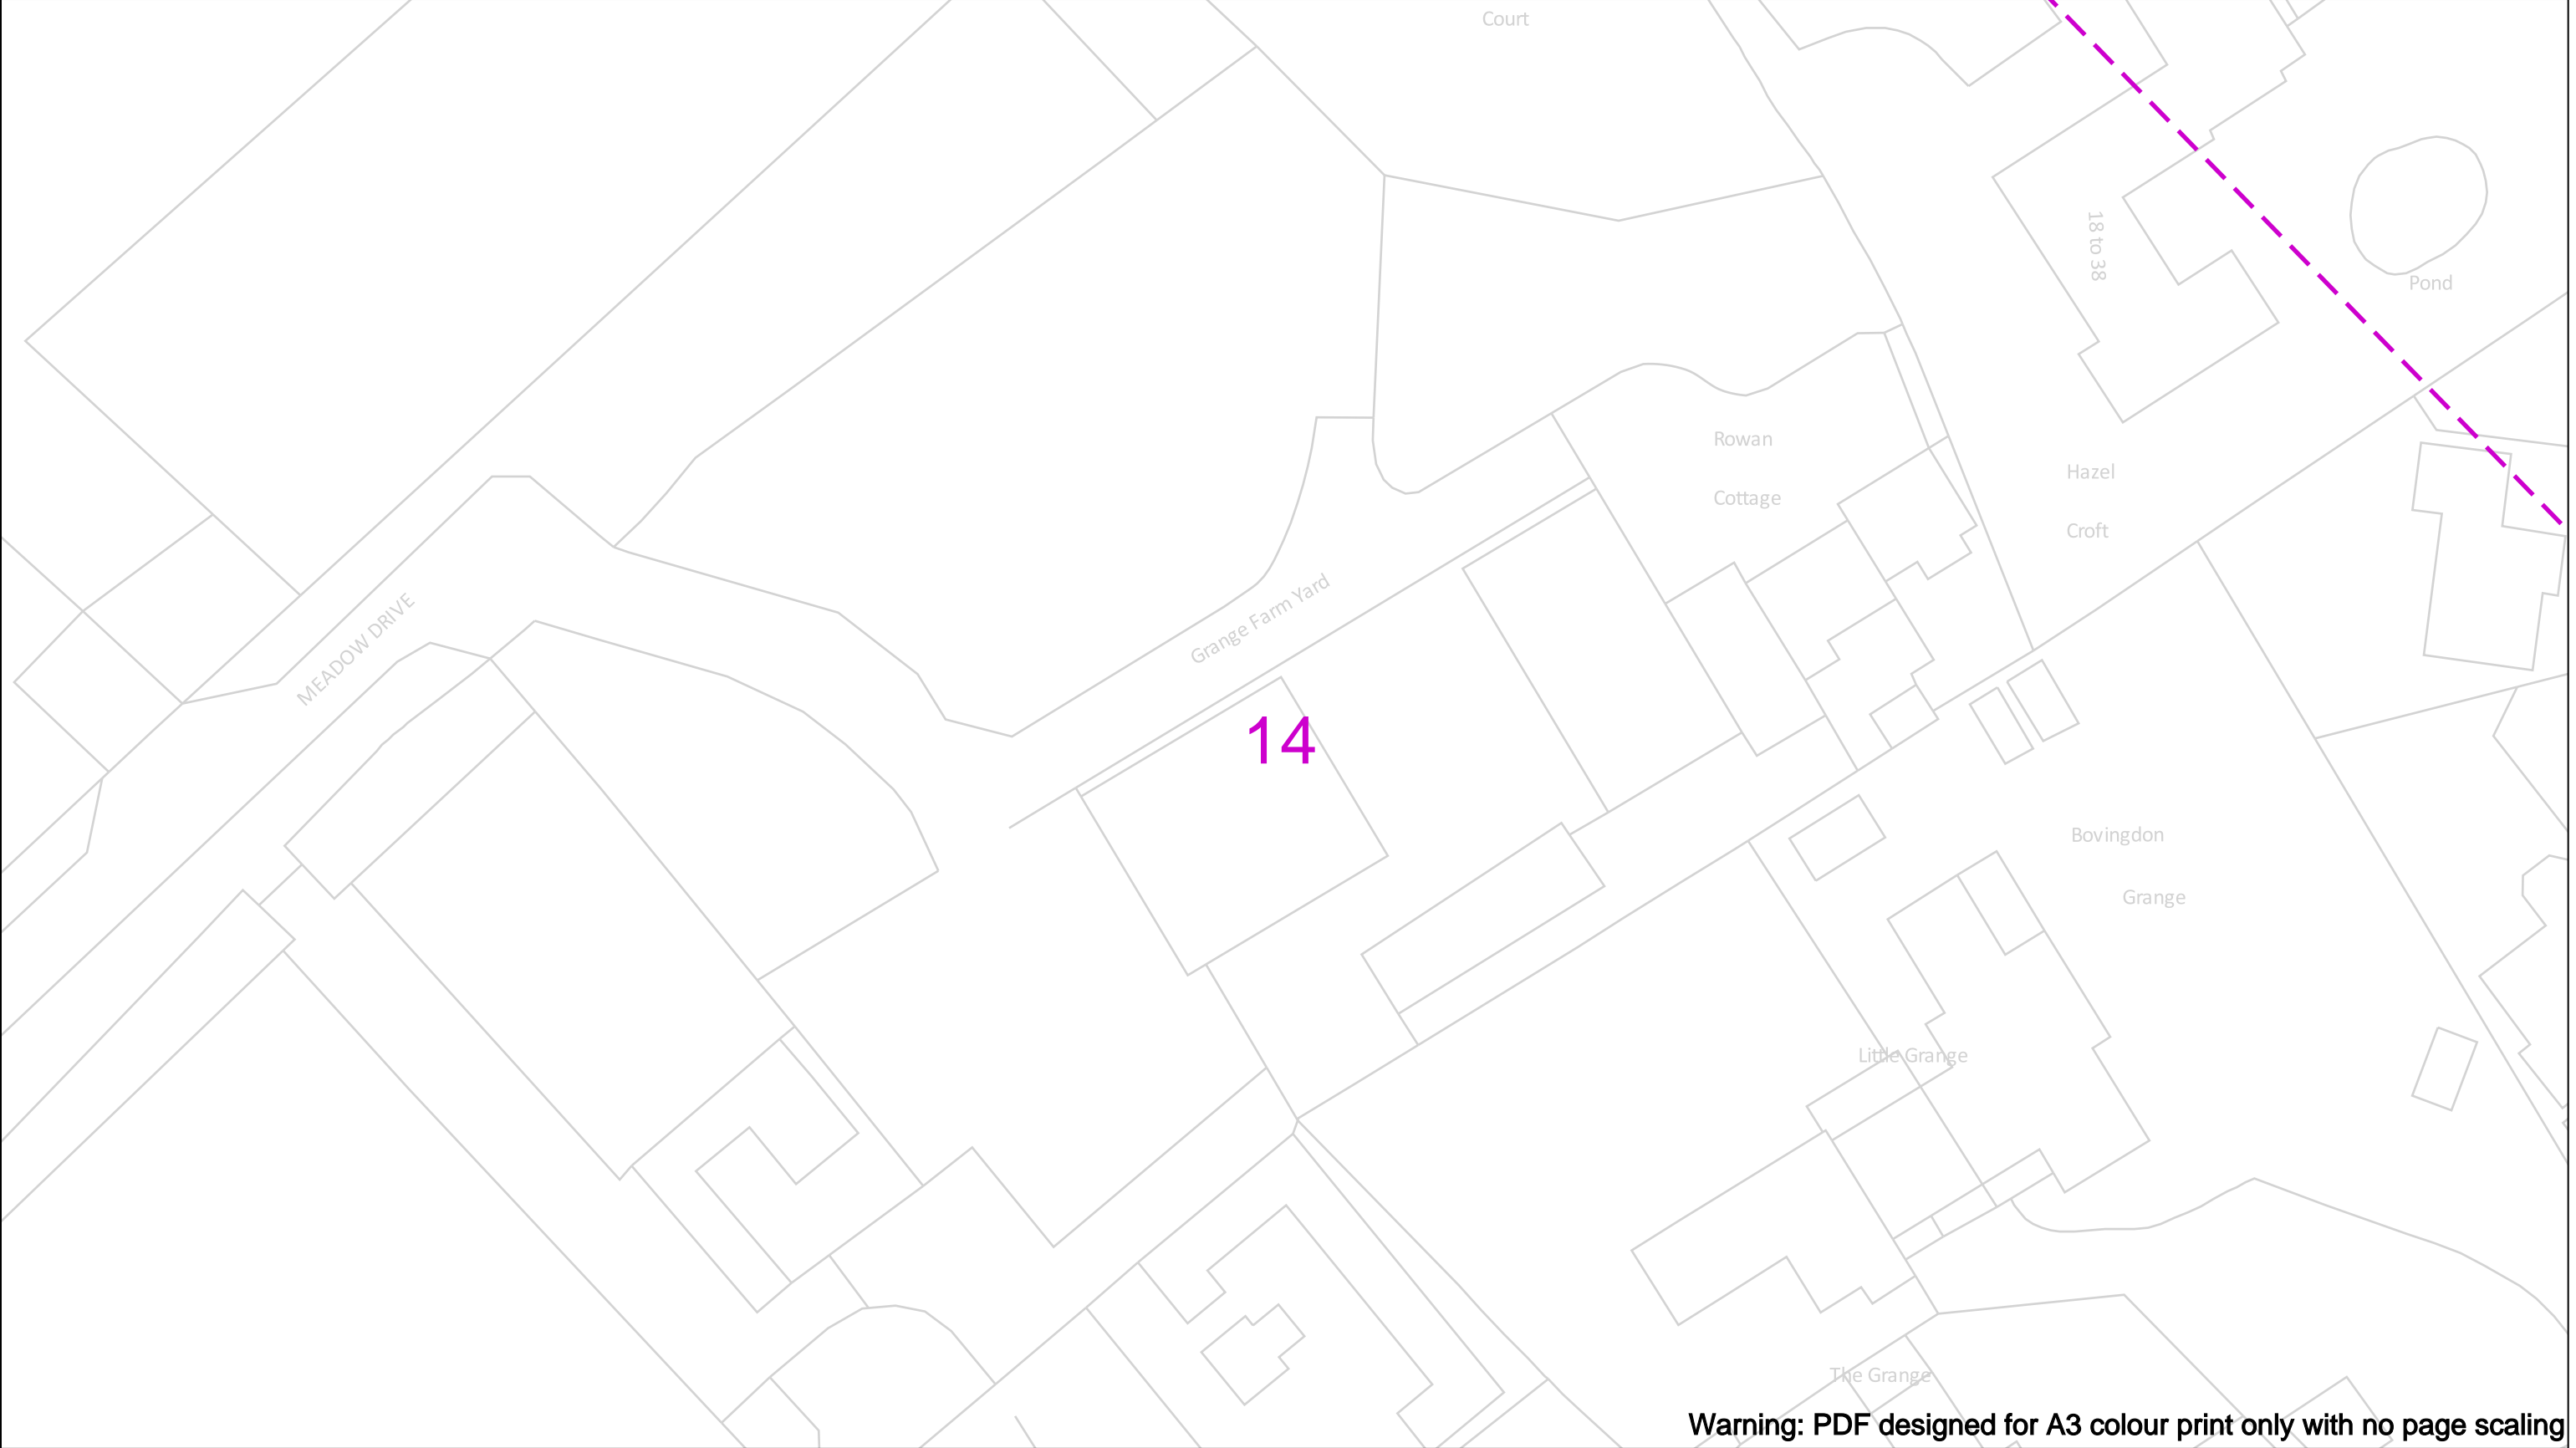 Court
18 to 38
Pond
Rowan
Cottage
Hazel
Croft
MEADOW DRIVE
Grange Farm Yard
14
Bovingdon
Grange
Little Grange
The Grange
Warning: PDF designed for A3 colour print only with no page scaling